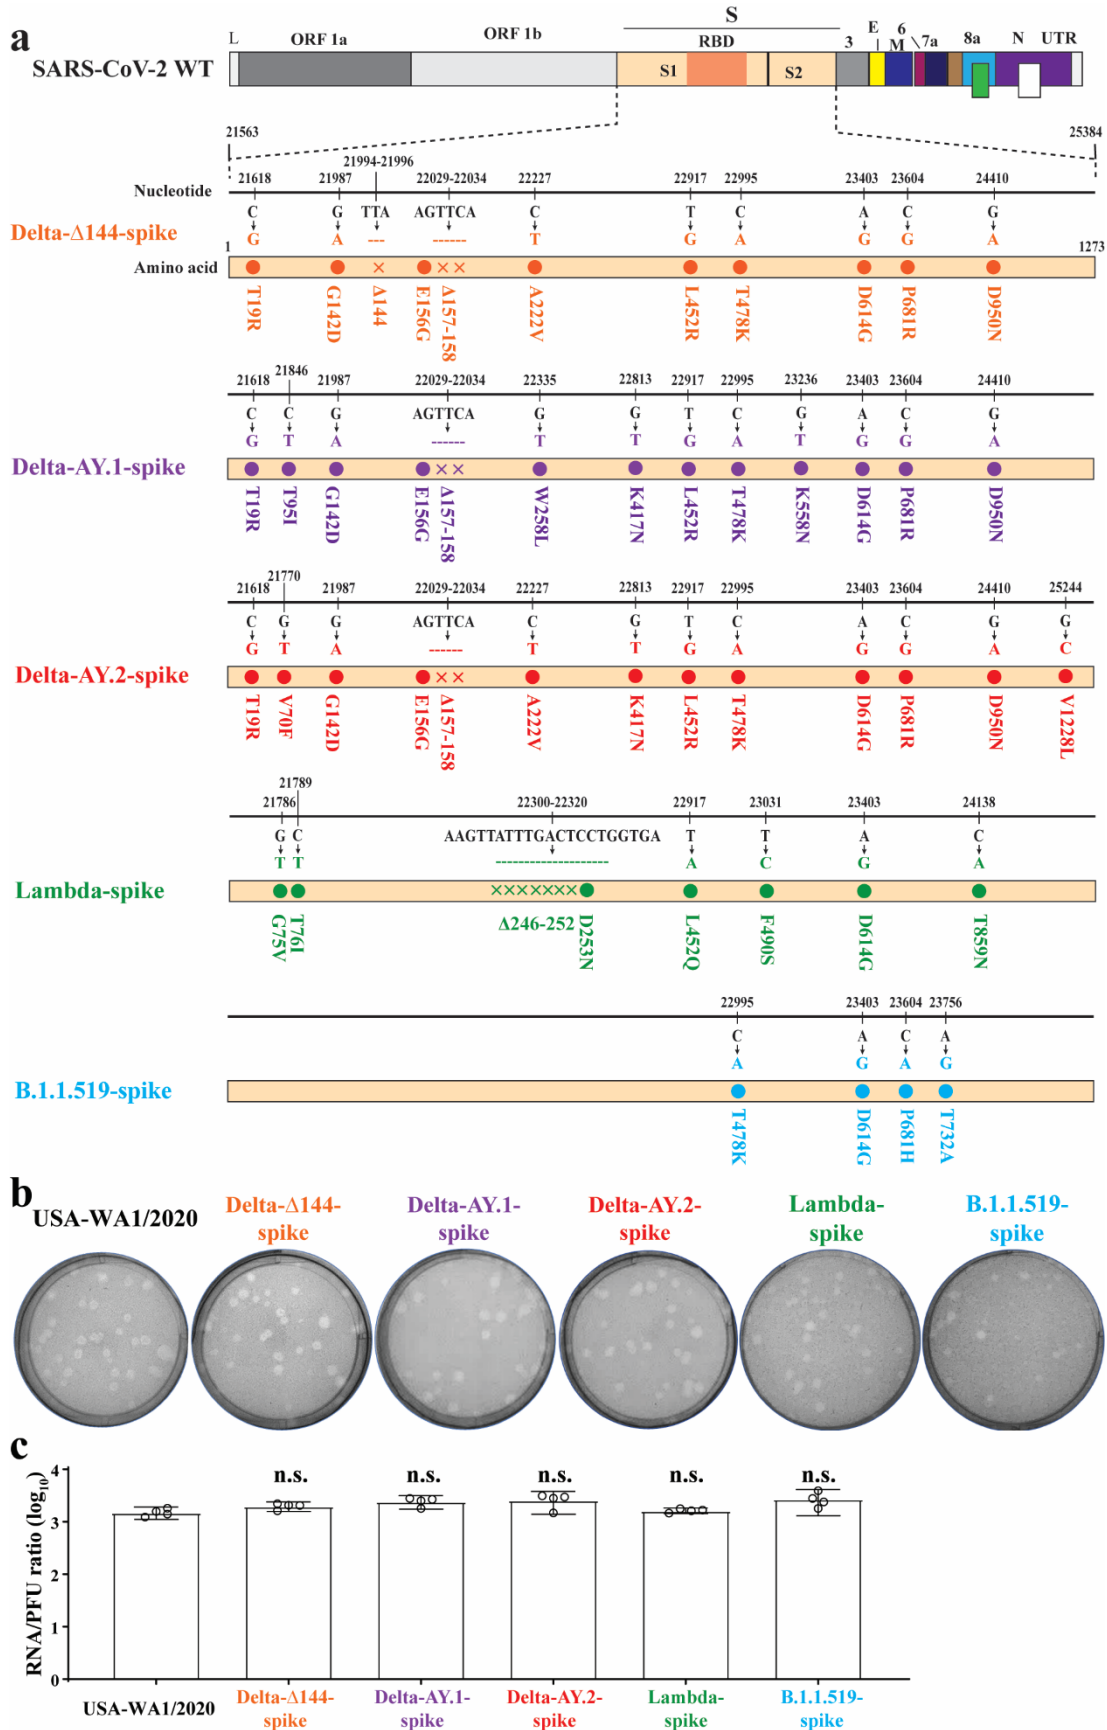 a
S
L ORF 1a ORF 1b RBD 3 E 6 M 7a 8a N UTR
SARS-CoV-2 WT
S1 S2
21563 25384
21994-21996
21618 21987 22029-22034 22227 22917 22995 23403 23604 24410
Nucleotide
C G TTA AGTTCA C T C A C G
Delta-Δ144-spike
G A --- ------ T G A G G A
1 1273
Amino acid
× × ×
T19R G142D Δ144 E156G Δ157-158 A222V L452R T478K D614G P681R D950N
21846
21618 21987 22029-22034 22335 22813 22917 22995 23236 23403 23604 24410
C C G AGTTCA G G T C G A C G
G T A ------ T T G A T G G A
Delta-AY.1-spike
× ×
T19R T95I G142D E156G Δ157-158 W258L K417N L452R T478K K558N D614G P681R D950N
21770
21618 21987 22029-22034 22227 22813 22917 22995 23403 23604 24410 25244
C G G AGTTCA C G T C A C G G
G T A ------ T T G A G G A C
Delta-AY.2-spike
× ×
T19R V70F G142D E156G Δ157-158 A222V K417N L452R T478K D614G P681R D950N V1228L
21789
21786 22300-22320 22917 23031 23403 24138
G C AAGTTATTTGACTCCTGGTGA T T A C
T T --------------------- A C G A
Lambda-spike
×××××××
G75V T76I Δ246-252 D253N L452Q F490S D614G T859N
22995 23403 23604 23756
C A C A
A G A G
B.1.1.519-spike
T478K D614G P681H T732A
b
USA-WA1/2020
Delta-Δ144-
spike
Delta-AY.1-
spike
Delta-AY.2-
spike
Lambda-
spike
B.1.1.519-
spike
c
RNA/PFU ratio (log10)
4
3
2
1
0
n.s. n.s. n.s. n.s. n.s.
USA-WA1/2020
Delta-Δ144-
spike
Delta-AY.1-
spike
Delta-AY.2-
spike
Lambda-
spike
B.1.1.519-
spike